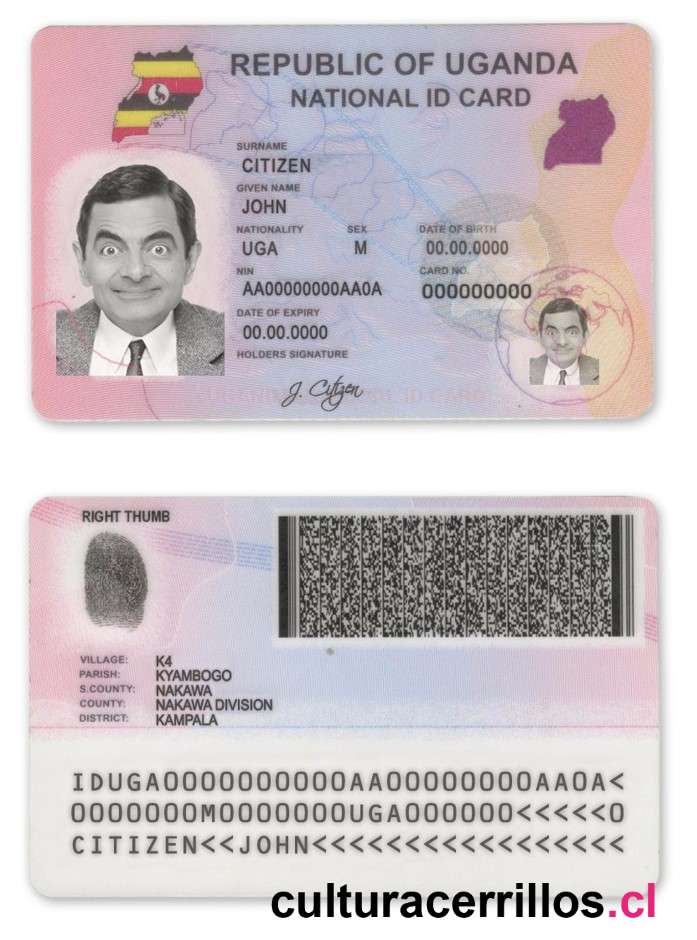 REPUBLIC OF UGANDA
NATIONAL ID CARD
SURNAME
CITIZEN
GIVEN NAME
JOHN
NATIONALITY SEX DATE OF BIRTH
UGA M 00.00.0000
NIN CARD NO.
AA00000000AA0A 000000000
DATE OF EXPIRY
00.00.0000
HOLDERS SIGNATURE
J. Citizen
RIGHT THUMB
VILLAGE: K4
PARISH: KYAMBOGO
S.COUNTY: NAKAWA
COUNTY: NAKAWA DIVISION
DISTRICT: KAMPALA
IDUGA0000000000AA00000000AA0A<
0000000M0000000UGA000000<<<<<0
CITIZEN<<JOHN<<<<<<<<<<<<<<<<<
culturacerrillos.cl